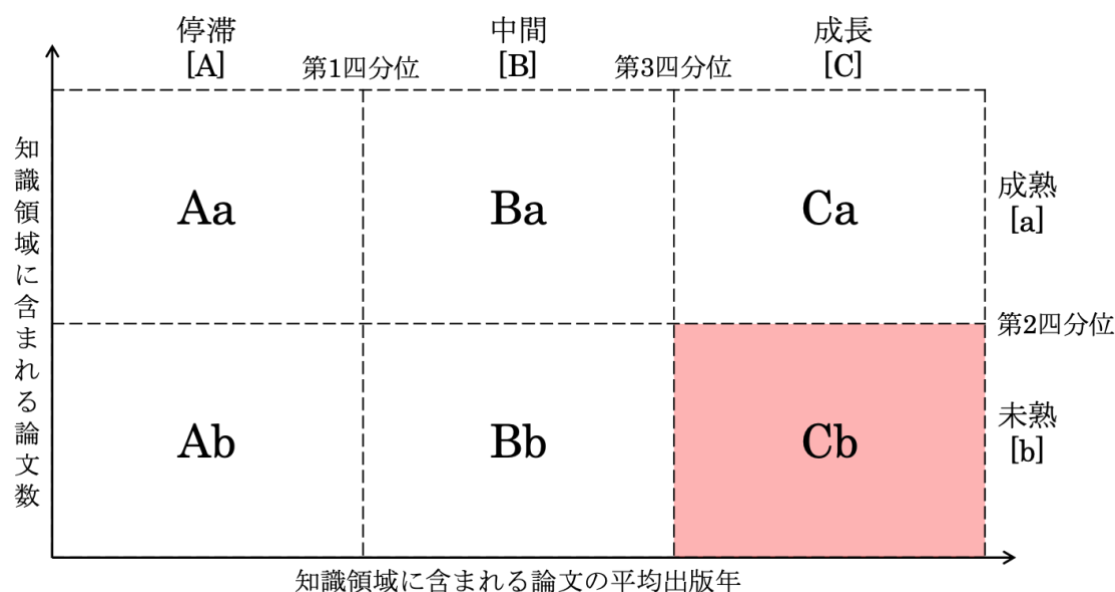 停滞
[A]
第1四分位
中間
[B]
第3四分位
成長
[C]
知識領域に含まれる論文数
Aa
Ba
Ca
成熟
[a]
第2四分位
Ab
Bb
Cb
未熟
[b]
知識領域に含まれる論文の平均出版年